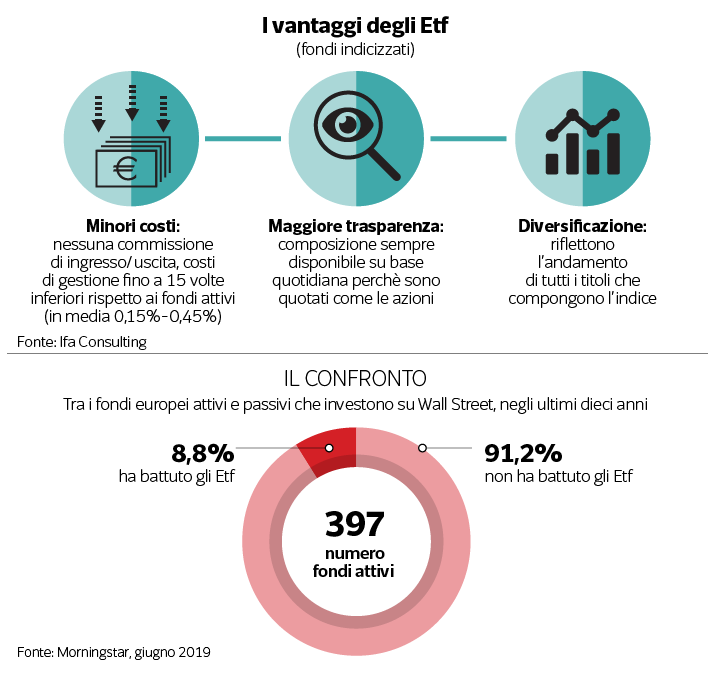 I vantaggi degli Etf
(fondi indicizzati)
€
Minori costi:
nessuna commissione
di ingresso/uscita, costi
di gestione fino a 15 volte
inferiori rispetto ai fondi attivi
(in media 0,15%-0,45%)
Maggiore trasparenza:
composizione sempre
disponibile su base
quotidiana perchè sono
quotati come le azioni
Diversificazione:
riflettono
l'andamento
di tutti i titoli che
compongono l'indice
Fonte: Ifa Consulting
IL CONFRONTO
Tra i fondi europei attivi e passivi che investono su Wall Street, negli ultimi dieci anni
8,8%
ha battuto gli Etf
91,2%
non ha battuto gli Etf
397
numero
fondi attivi
Fonte: Morningstar, giugno 2019